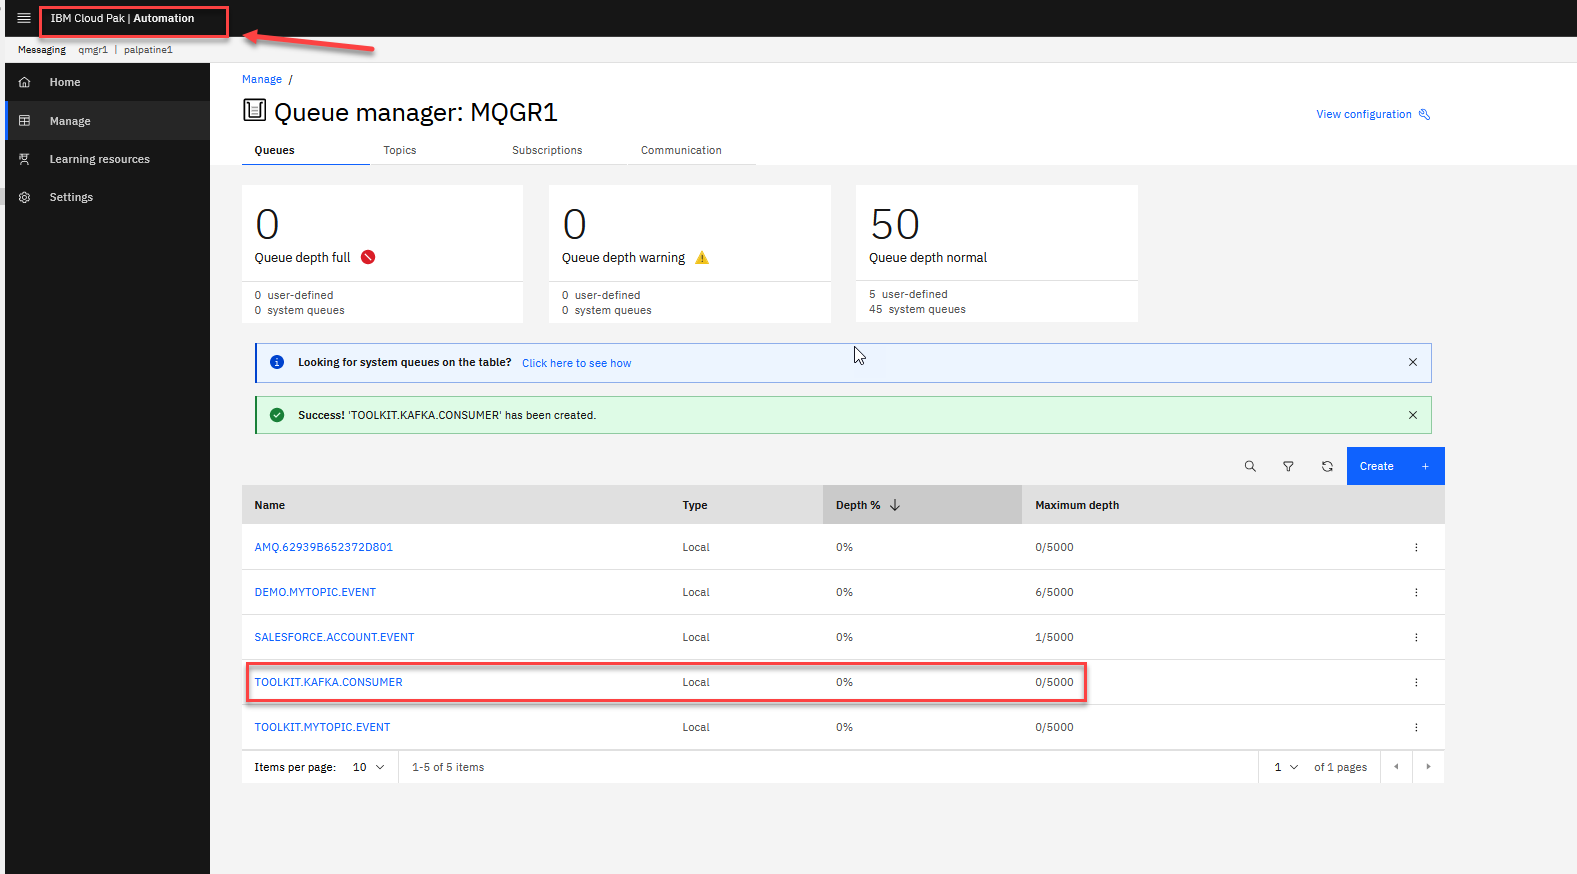 IBM Cloud Pak | Automation
Messaging qmgr1 | palpatine1
Home
Manage
Learning resources
Settings
Manage /
Queue manager: MQGR1
View configuration
Queues Topics Subscriptions Communication
0
Queue depth full
0 user-defined
0 system queues
0
Queue depth warning
0 user-defined
0 system queues
50
Queue depth normal
5 user-defined
45 system queues
Looking for system queues on the table? Click here to see how
Success! 'TOOLKIT.KAFKA.CONSUMER' has been created.
Create +
Name Type Depth % Maximum depth
AMQ.62939B652372D801 Local 0% 0/5000
DEMO.MYTOPIC.EVENT Local 0% 6/5000
SALESFORCE.ACCOUNT.EVENT Local 0% 1/5000
TOOLKIT.KAFKA.CONSUMER Local 0% 0/5000
TOOLKIT.MYTOPIC.EVENT Local 0% 0/5000
Items per page: 10 1-5 of 5 items 1 of 1 pages